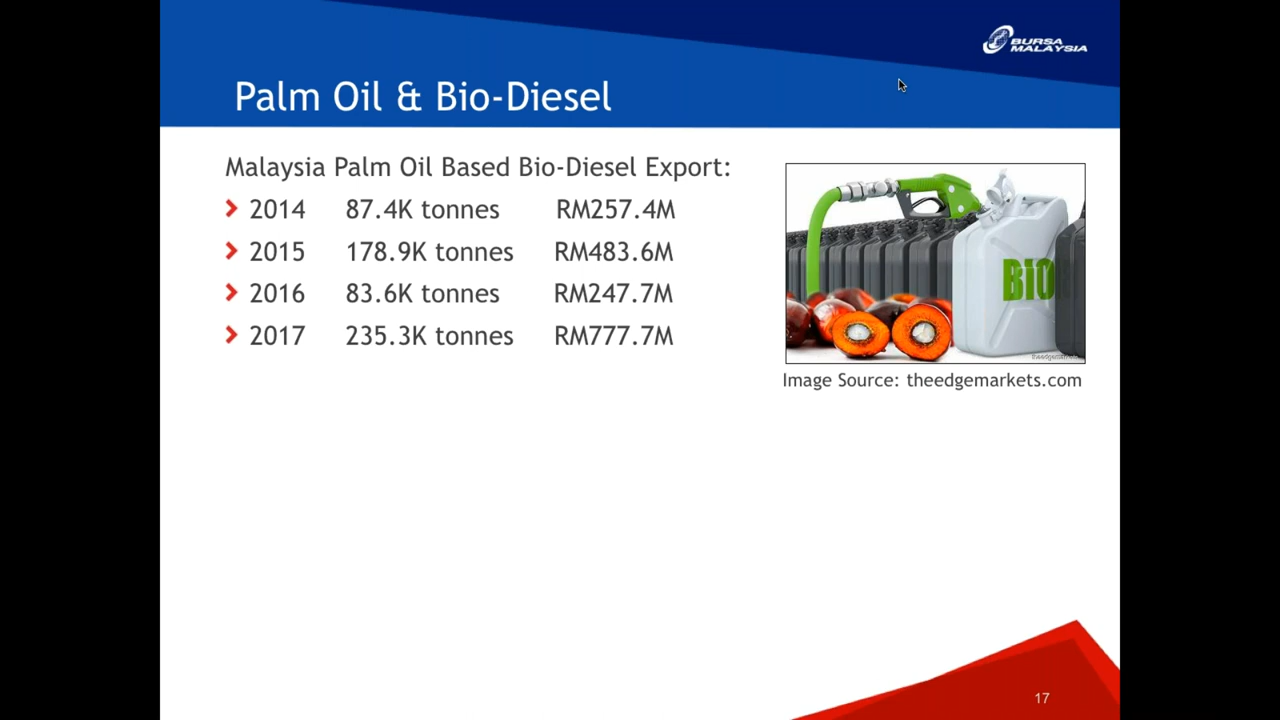 BURSA
MALAYSIA
Palm Oil & Bio-Diesel
Malaysia Palm Oil Based Bio-Diesel Export:
2014 87.4K tonnes RM257.4M
2015 178.9K tonnes RM483.6M
2016 83.6K tonnes RM247.7M
2017 235.3K tonnes RM777.7M
BIO
Image Source: theedgemarkets.com
17